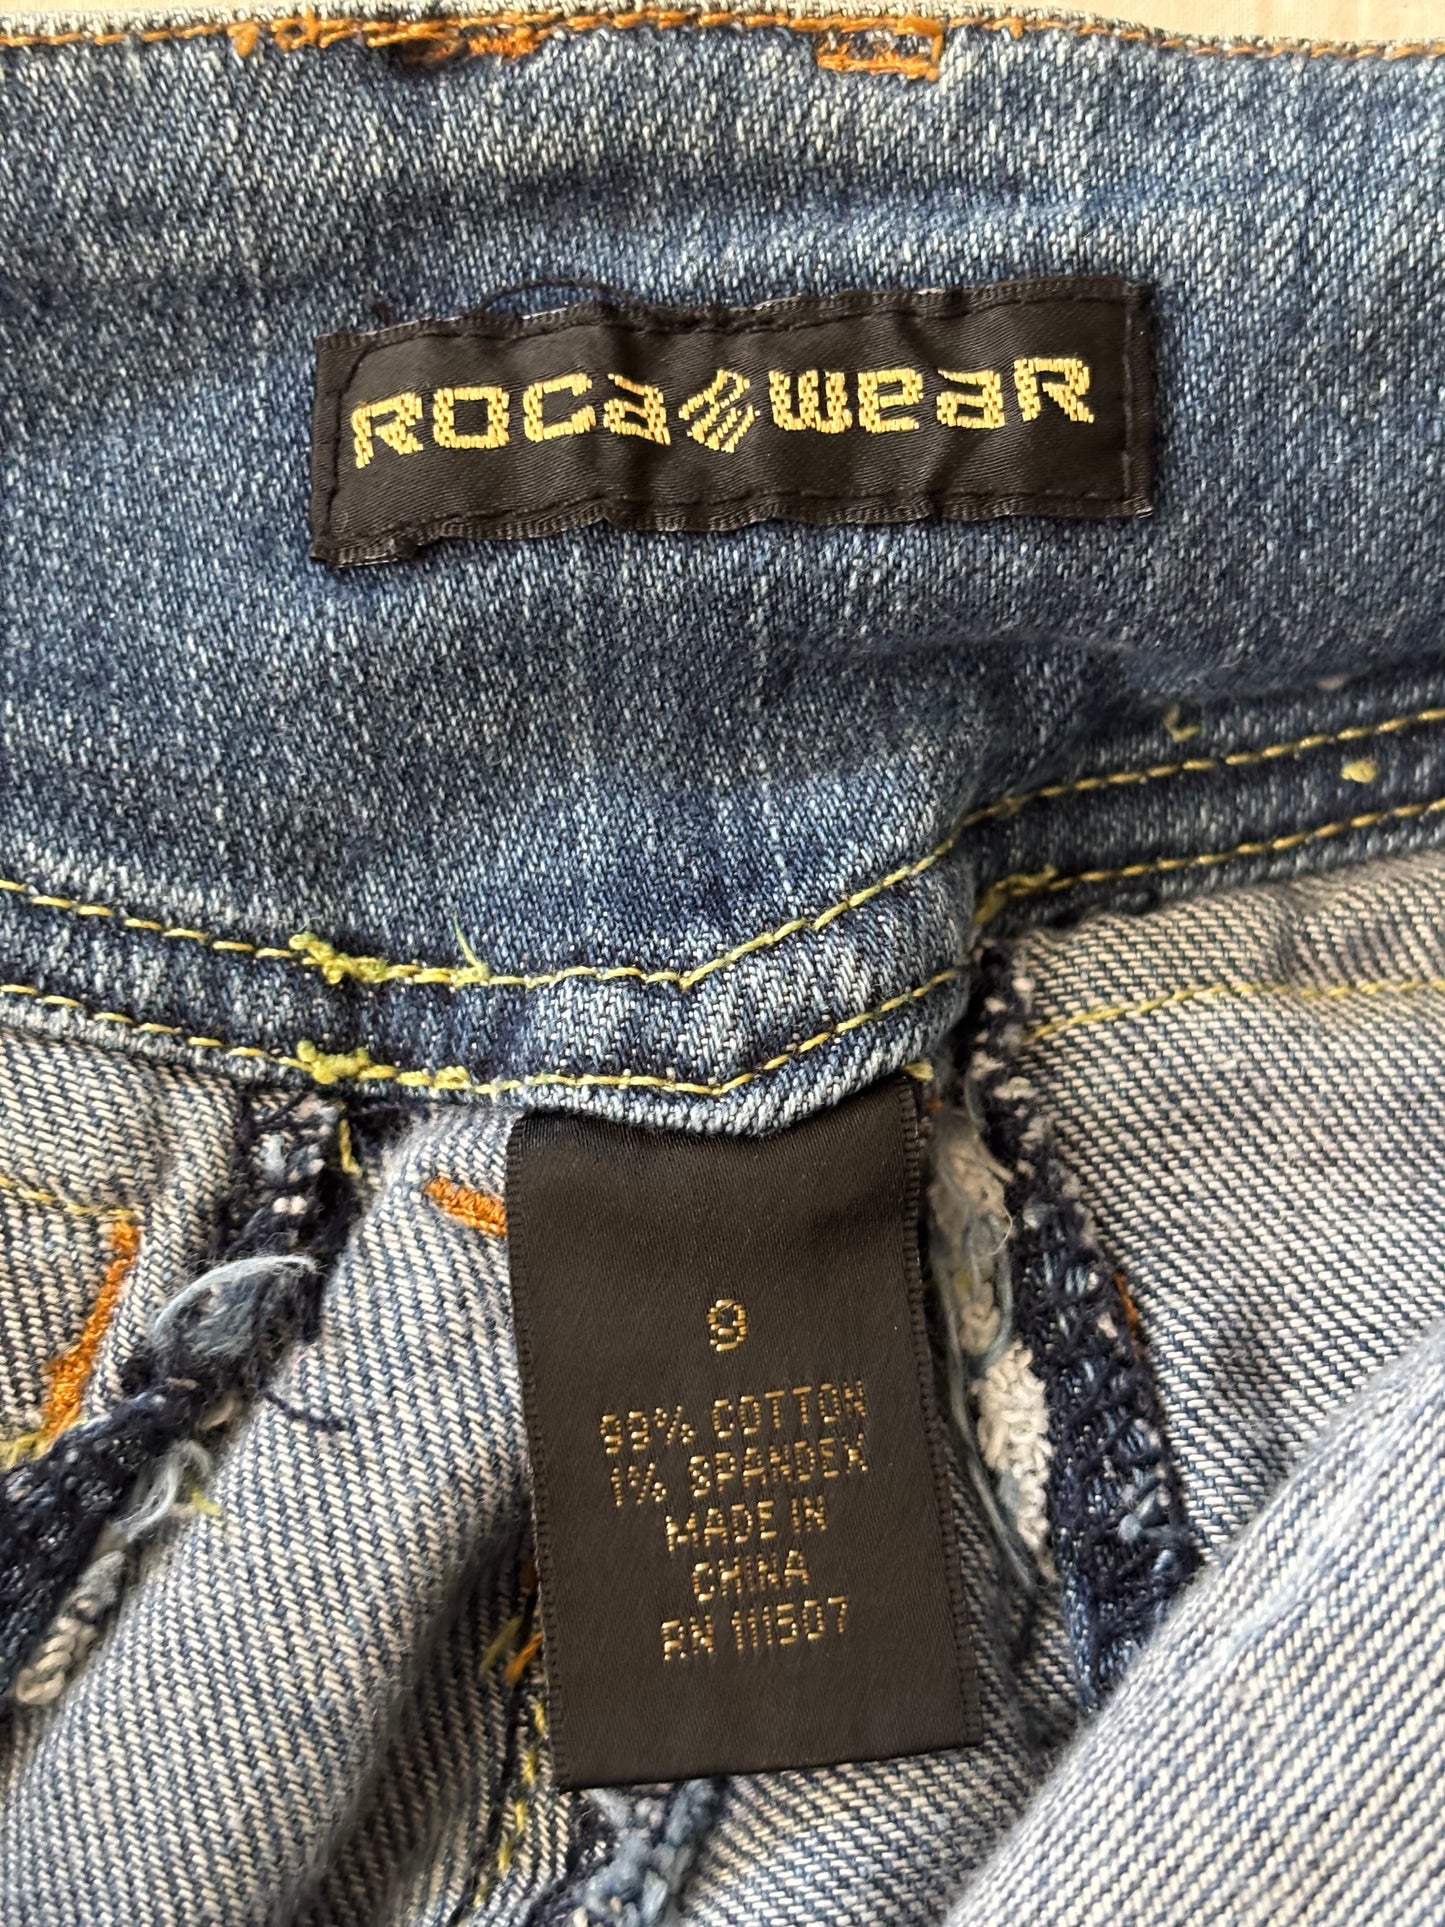 ROCaweaR
9
99% COTTON
1% SPANDEX
MADE IN
CHINA
RN 111507